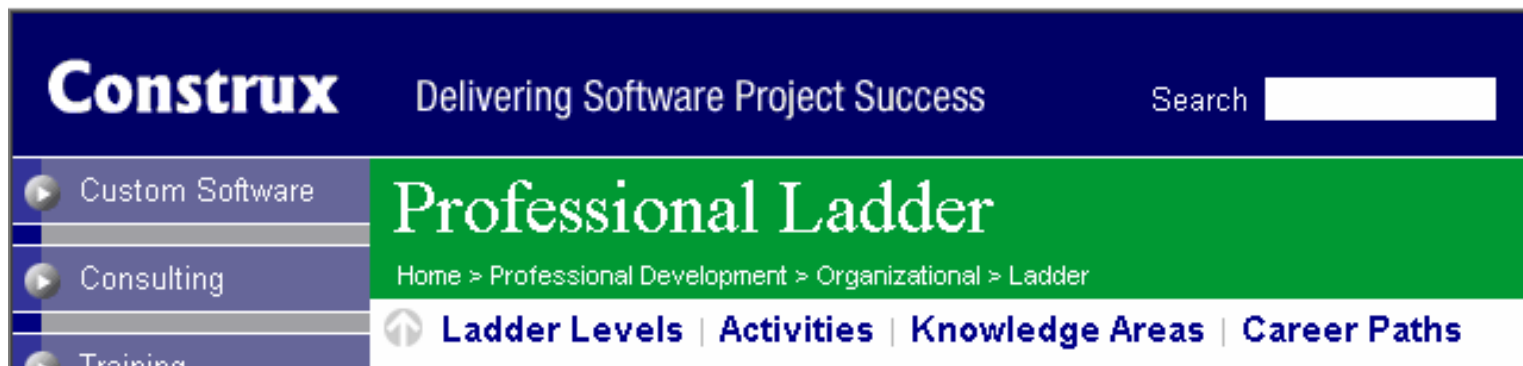 Construx
Delivering Software Project Success
Search
Custom Software
Consulting
Training
Professional Ladder
Home > Professional Development > Organizational > Ladder
Ladder Levels | Activities | Knowledge Areas | Career Paths